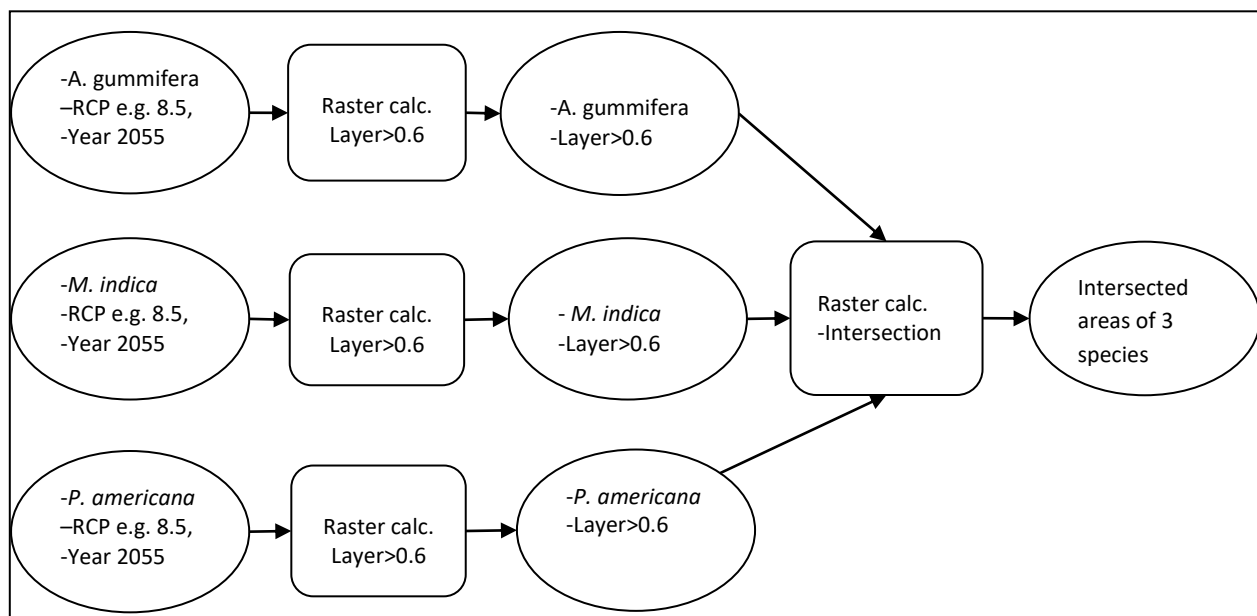 -A. gummifera
–RCP e.g. 8.5,
-Year 2055
Raster calc.
Layer>0.6
-A. gummifera
-Layer>0.6
-M. indica
-RCP e.g. 8.5,
-Year 2055
Raster calc.
Layer>0.6
- M. indica
-Layer>0.6
Raster calc.
-Intersection
Intersected
areas of 3
species
-P. americana
–RCP e.g. 8.5,
-Year 2055
Raster calc.
Layer>0.6
-P. americana
-Layer>0.6